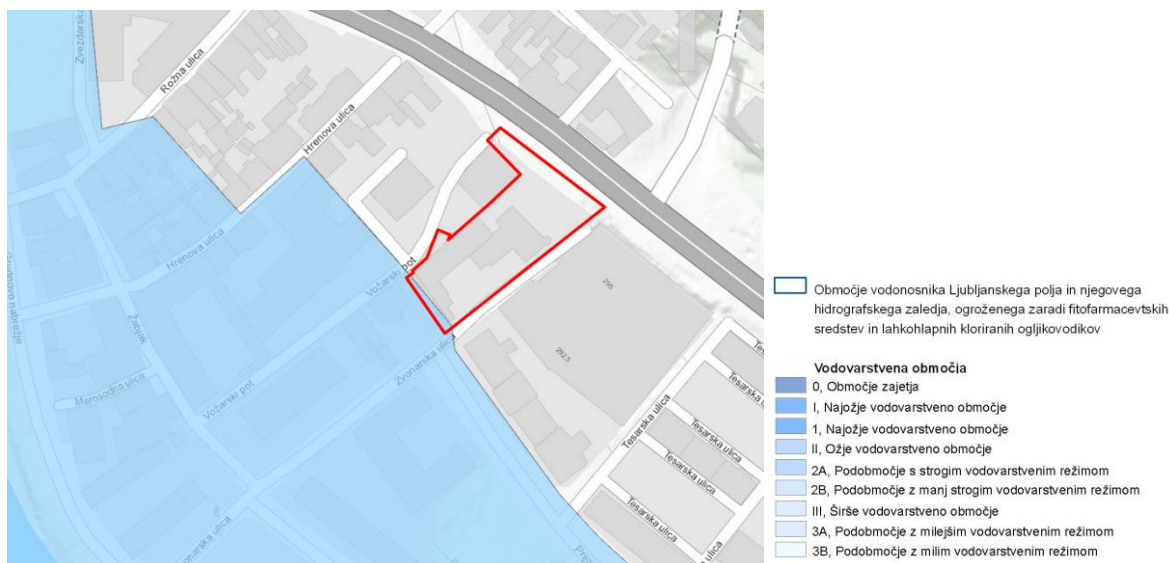 Zvezdarska
Rožna ulica
Hrenova ulica
Hrenova ulica
Vožarski pot
Žabjak
Merosodna ulica
Vožarski pot
Zvonarska ulica
Zvonarska
295
292,5
Tesarska ulica
Tesarska ulica
Tesarska ulica
Tesarska ulica
Območje vodonosnika Ljubljanskega polja in njegovega
hidrografskega zaledja, ogroženega zaradi fitofarmacevtskih
sredstev in lahkohlapnih kloriranih ogljikovodikov
Vodovarstvena območja
0, Območje zajetja
I, Najožje vodovarstveno območje
1, Najožje vodovarstveno območje
II, Ožje vodovarstveno območje
2A, Podobmočje s strogim vodovarstvenim režimom
2B, Podobmočje z manj strogim vodovarstvenim režimom
III, Širše vodovarstveno območje
3A, Podobmočje z milejšim vodovarstvenim režimom
3B, Podobmočje z milim vodovarstvenim režimom